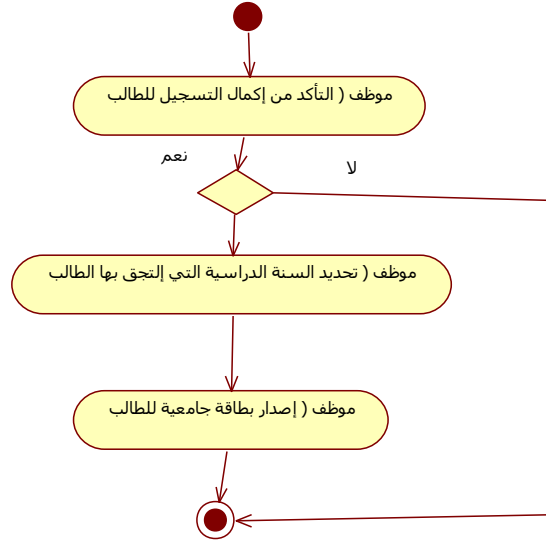 موظف ( التأكد من إكمال التسجيل للطالب
نعم
لا
موظف ( تحديد السنة الدراسية التي إلتجق بها الطالب
موظف ( إصدار بطاقة جامعية للطالب